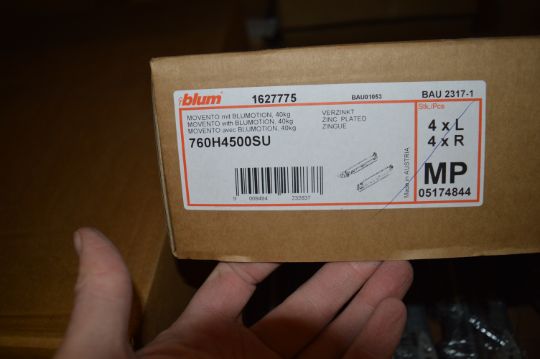 blum
1627775
BAU01053
BAU 2317-1
MOVENTO mit BLUMOTION, 40kg
MOVENTO with BLUMOTION, 40kg
MOVENTO avec BLUMOTION, 40kg
VERZINKT
ZINC PLATED
ZINGUE
Stk./Pcs
760H4500SU
4 x L
4 x R
Made in AUSTRIA
MP
05174844